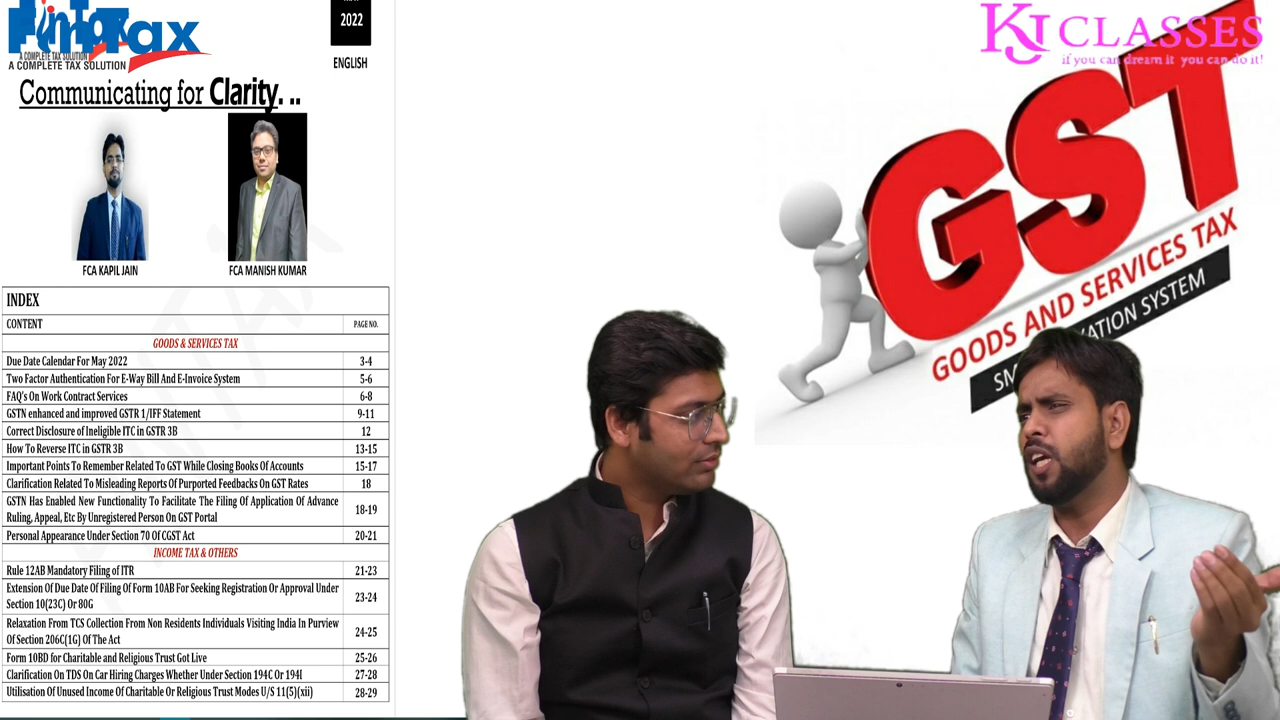 FinTax
A COMPLETE TAX SOLUTION
A COMPLETE TAX SOLUTION
2022
ENGLISH
Communicating for Clarity. ..
FCA KAPIL JAIN
FCA MANISH KUMAR
INDEX
CONTENT PAGE NO.
GOODS & SERVICES TAX
Due Date Calendar For May 2022 3-4
Two Factor Authentication For E-Way Bill And E-Invoice System 5-6
FAQ's On Work Contract Services 6-8
GSTN enhanced and improved GSTR 1/IFF Statement 9-11
Correct Disclosure of Ineligible ITC in GSTR 3B 12
How To Reverse ITC in GSTR 3B 13-15
Important Points To Remember Related To GST While Closing Books Of Accounts 15-17
Clarification Related To Misleading Reports Of Purported Feedbacks On GST Rates 18
GSTN Has Enabled New Functionality To Facilitate The Filing Of Application Of Advance
Ruling, Appeal, Etc By Unregistered Person On GST Portal 18-19
Personal Appearance Under Section 70 Of CGST Act 20-21
INCOME TAX & OTHERS
Rule 12AB Mandatory Filing of ITR 21-23
Extension Of Due Date Of Filing Of Form 10AB For Seeking Registration Or Approval Under
Section 10(23C) Or 80G 23-24
Relaxation From TCS Collection From Non Residents Individuals Visiting India In Purview
Of Section 206C(1G) Of The Act 24-25
Form 10BD for Charitable and Religious Trust Got Live 25-26
Clarification On TDS On Car Hiring Charges Whether Under Section 194C Or 194I 27-28
Utilisation Of Unused Income Of Charitable Or Religious Trust Modes U/S 11(5)(xii) 28-29
KJ CLASSES
if you can dream it you can do it!
GST
GOODS AND SERVICES TAX
SM ATION SYSTEM